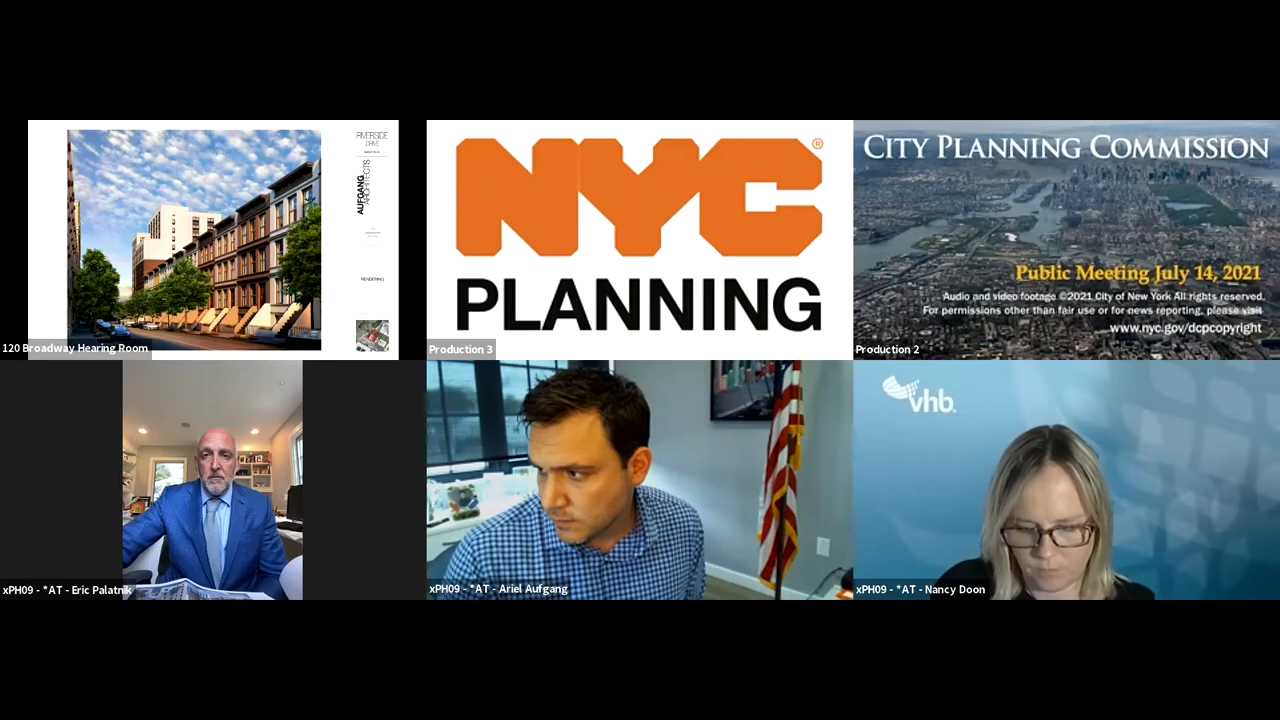 RIVERSIDE
DRIVE
AUFGANG
ARCHITECTS
RENDERING
120 Broadway Hearing Room
NYC®
PLANNING
Production 3
CITY PLANNING COMMISSION
Public Meeting July 14, 2021
Audio and video footage ©2021 City of New York All rights reserved.
For permissions other than fair use or for news reporting, please visit
www.nyc.gov/dcpcopyright
Production 2
xPH09 - *AT - Eric Palatnik
xPH09 - *AT - Ariel Aufgang
vhb.
xPH09 - *AT - Nancy Doon